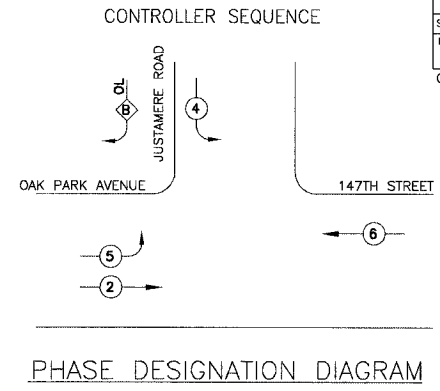 CONTROLLER SEQUENCE
OL
B
JUSTAMERE ROAD
4
OAK PARK AVENUE
147TH STREET
6
5
2
PHASE DESIGNATION DIAGRAM